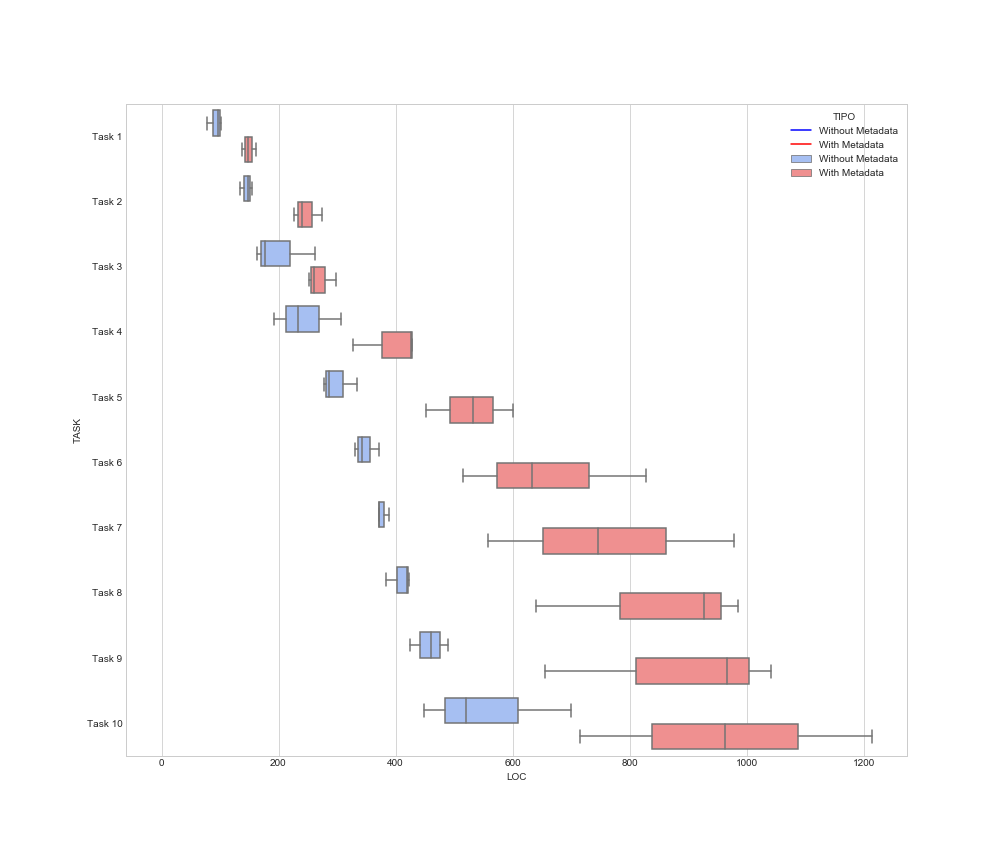 TIPO
Without Metadata
With Metadata
Without Metadata
With Metadata
Task 1
Task 2
Task 3
Task 4
Task 5
Task 6
Task 7
Task 8
Task 9
Task 10
TASK
0 200 400 600 800 1000 1200
LOC